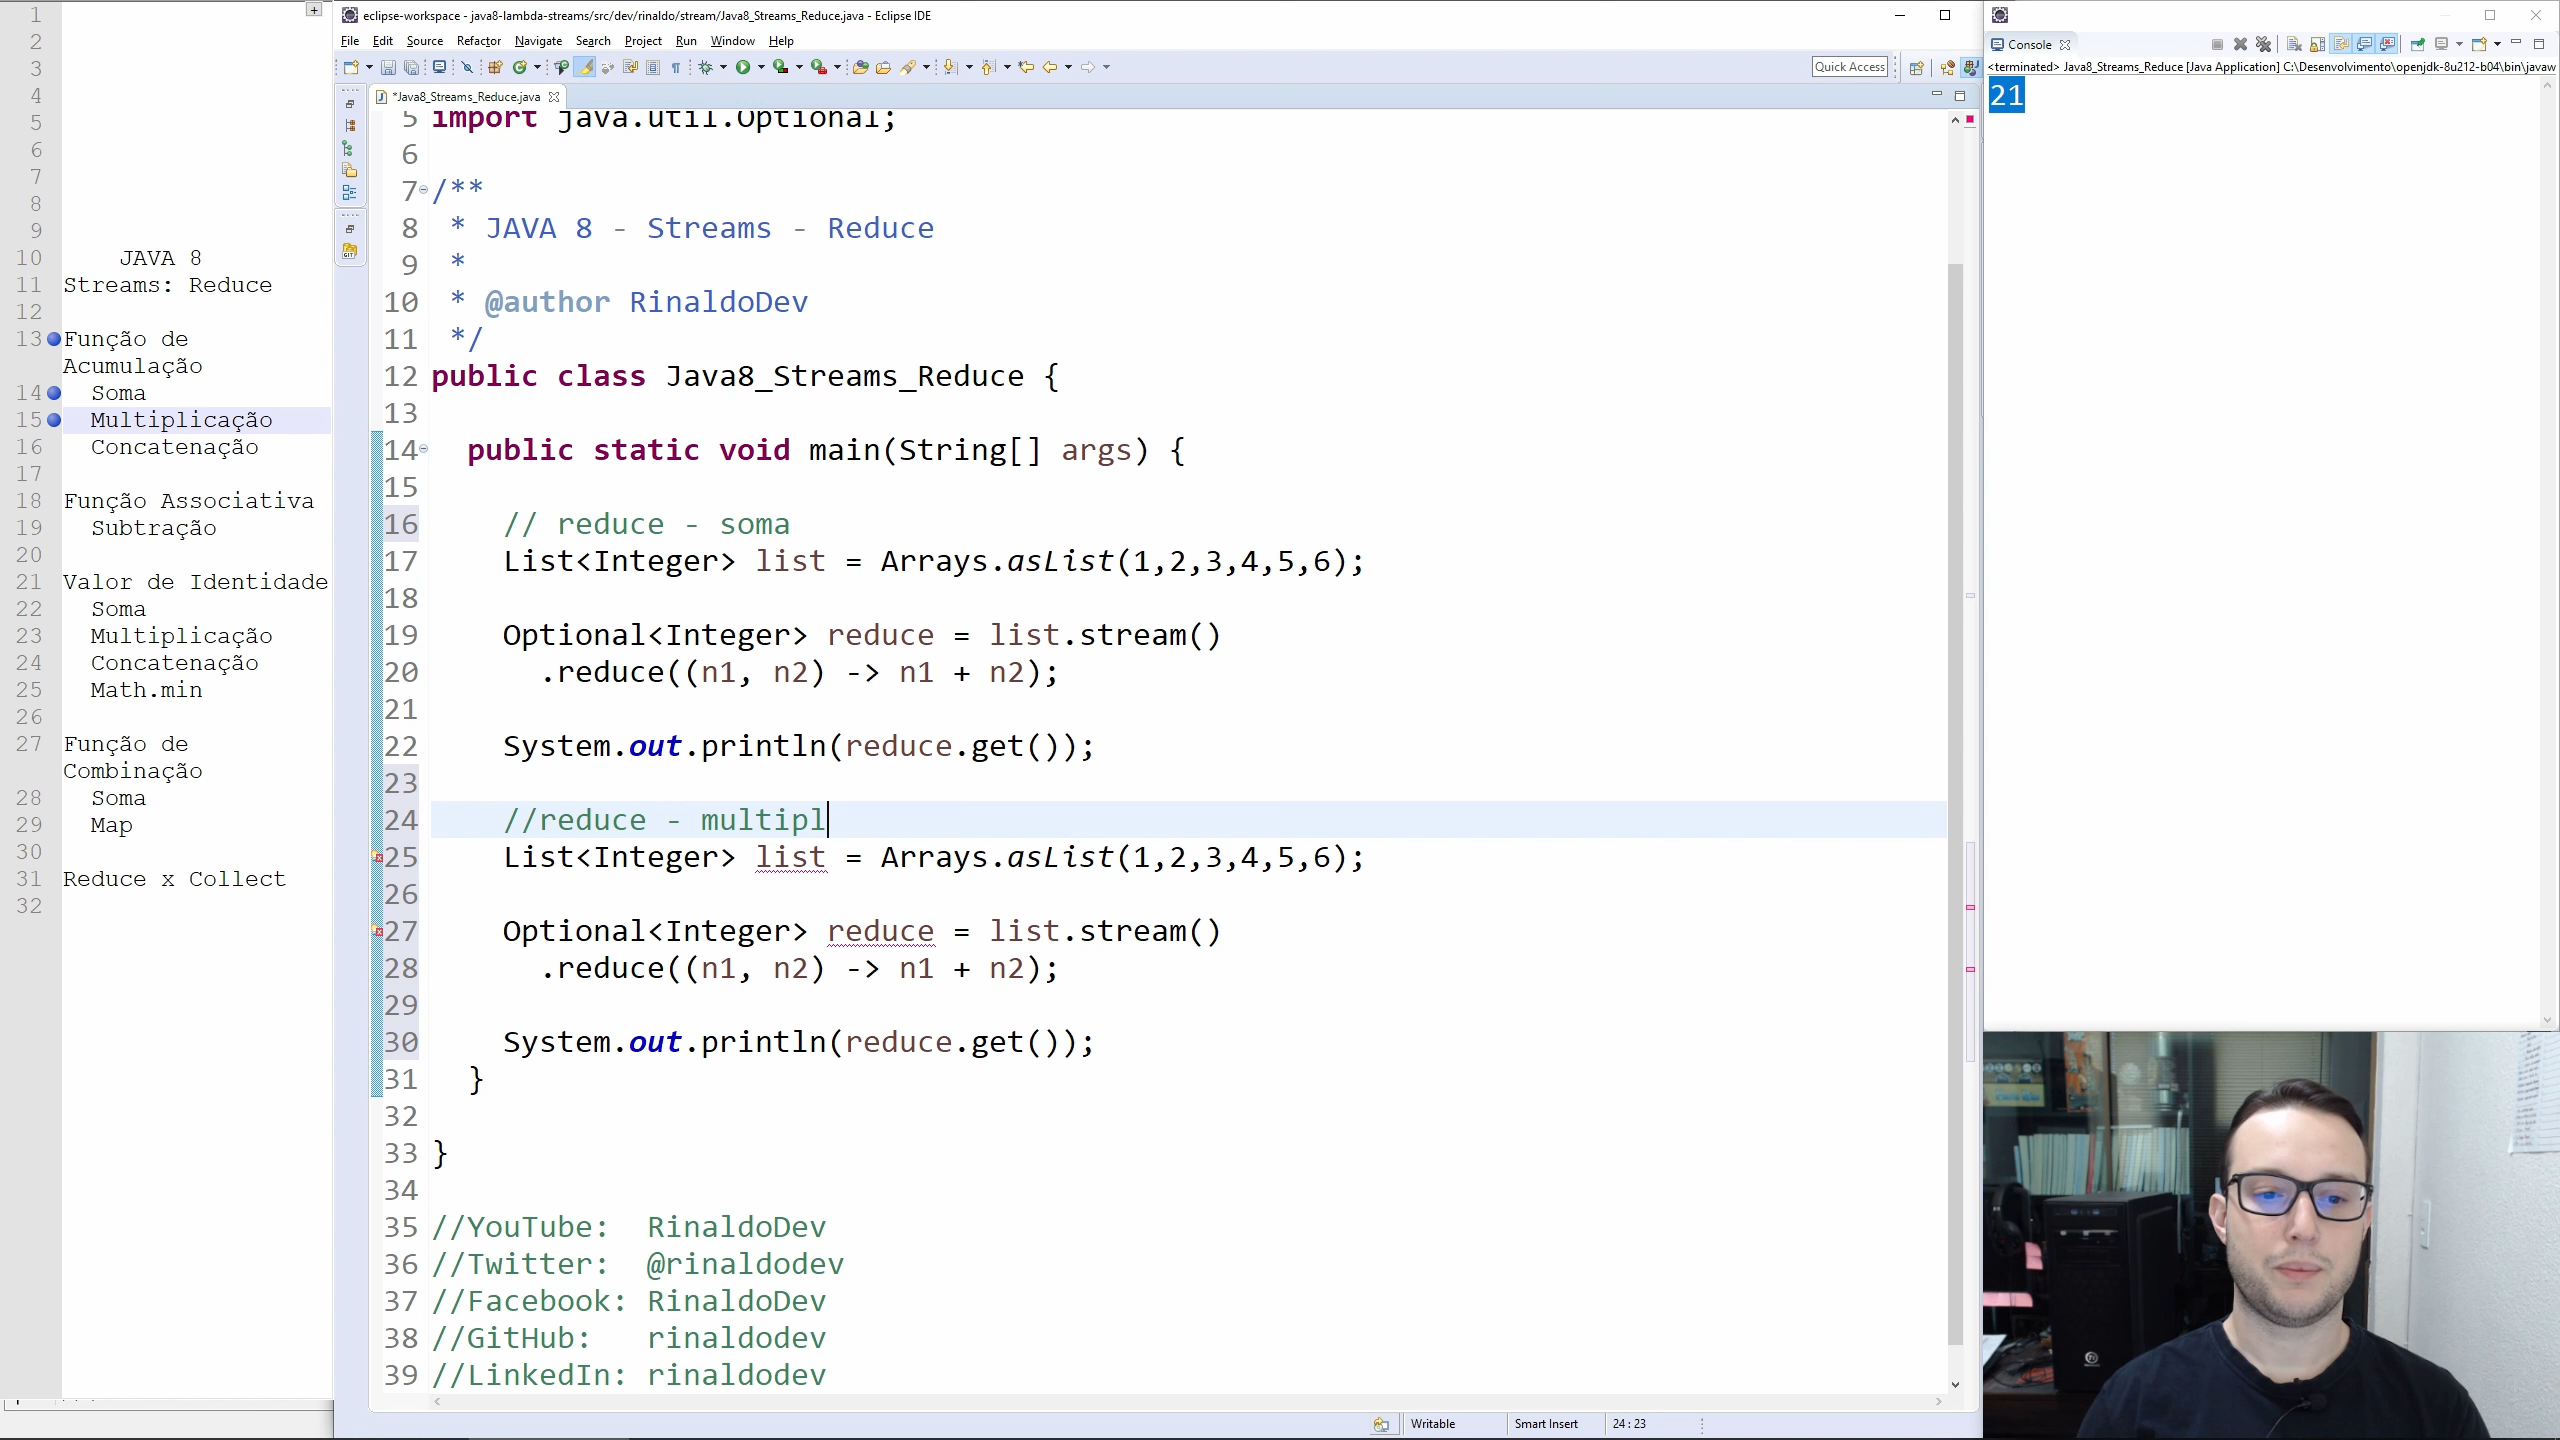 1
2
3
4
5
6
7
8
9
10 JAVA 8
11 Streams: Reduce
12
13 Função de
Acumulação
14 Soma
15 Multiplicação
16 Concatenação
17
18 Função Associativa
19 Subtração
20
21 Valor de Identidade
22 Soma
23 Multiplicação
24 Concatenação
25 Math.min
26
27 Função de
Combinação
28 Soma
29 Map
30
31 Reduce x Collect
32
eclipse-workspace - java8-lambda-streams/src/dev/rinaldo/stream/Java8_Streams_Reduce.java - Eclipse IDE
File Edit Source Refactor Navigate Search Project Run Window Help
Quick Access
*Java8_Streams_Reduce.java
5 import java.util.Optional;
6
7 /**
8 * JAVA 8 - Streams - Reduce
9 *
10 * @author RinaldoDev
11 */
12 public class Java8_Streams_Reduce {
13
14 public static void main(String[] args) {
15
16 // reduce - soma
17 List<Integer> list = Arrays.asList(1,2,3,4,5,6);
18
19 Optional<Integer> reduce = list.stream()
20 .reduce((n1, n2) -> n1 + n2);
21
22 System.out.println(reduce.get());
23
24 //reduce - multipl
25 List<Integer> list = Arrays.asList(1,2,3,4,5,6);
26
27 Optional<Integer> reduce = list.stream()
28 .reduce((n1, n2) -> n1 + n2);
29
30 System.out.println(reduce.get());
31 }
32
33 }
34
35 //YouTube: RinaldoDev
36 //Twitter: @rinaldodev
37 //Facebook: RinaldoDev
38 //GitHub: rinaldodev
39 //LinkedIn: rinaldodev
Writable Smart Insert 24 : 23
Console
<terminated> Java8_Streams_Reduce [Java Application] C:\Desenvolvimento\openjdk-8u212-b04\bin\javaw
21